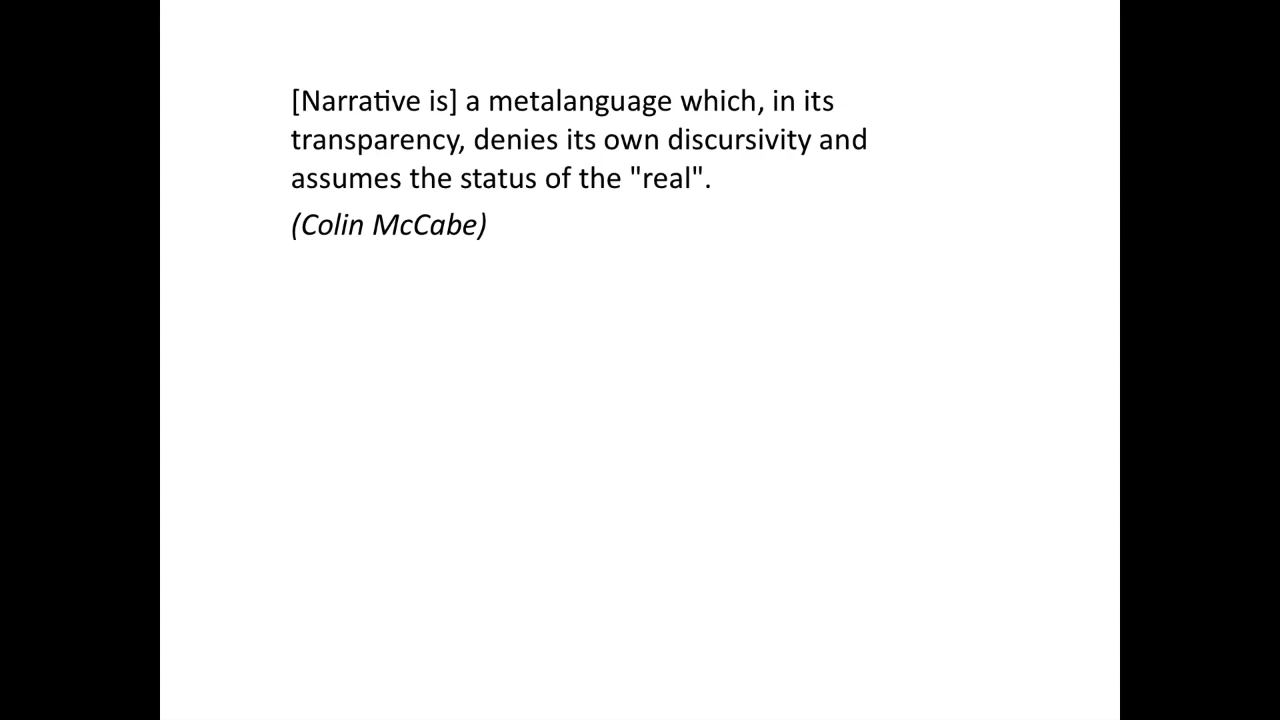 [Narrative is] a metalanguage which, in its
transparency, denies its own discursivity and
assumes the status of the "real".
(Colin McCabe)